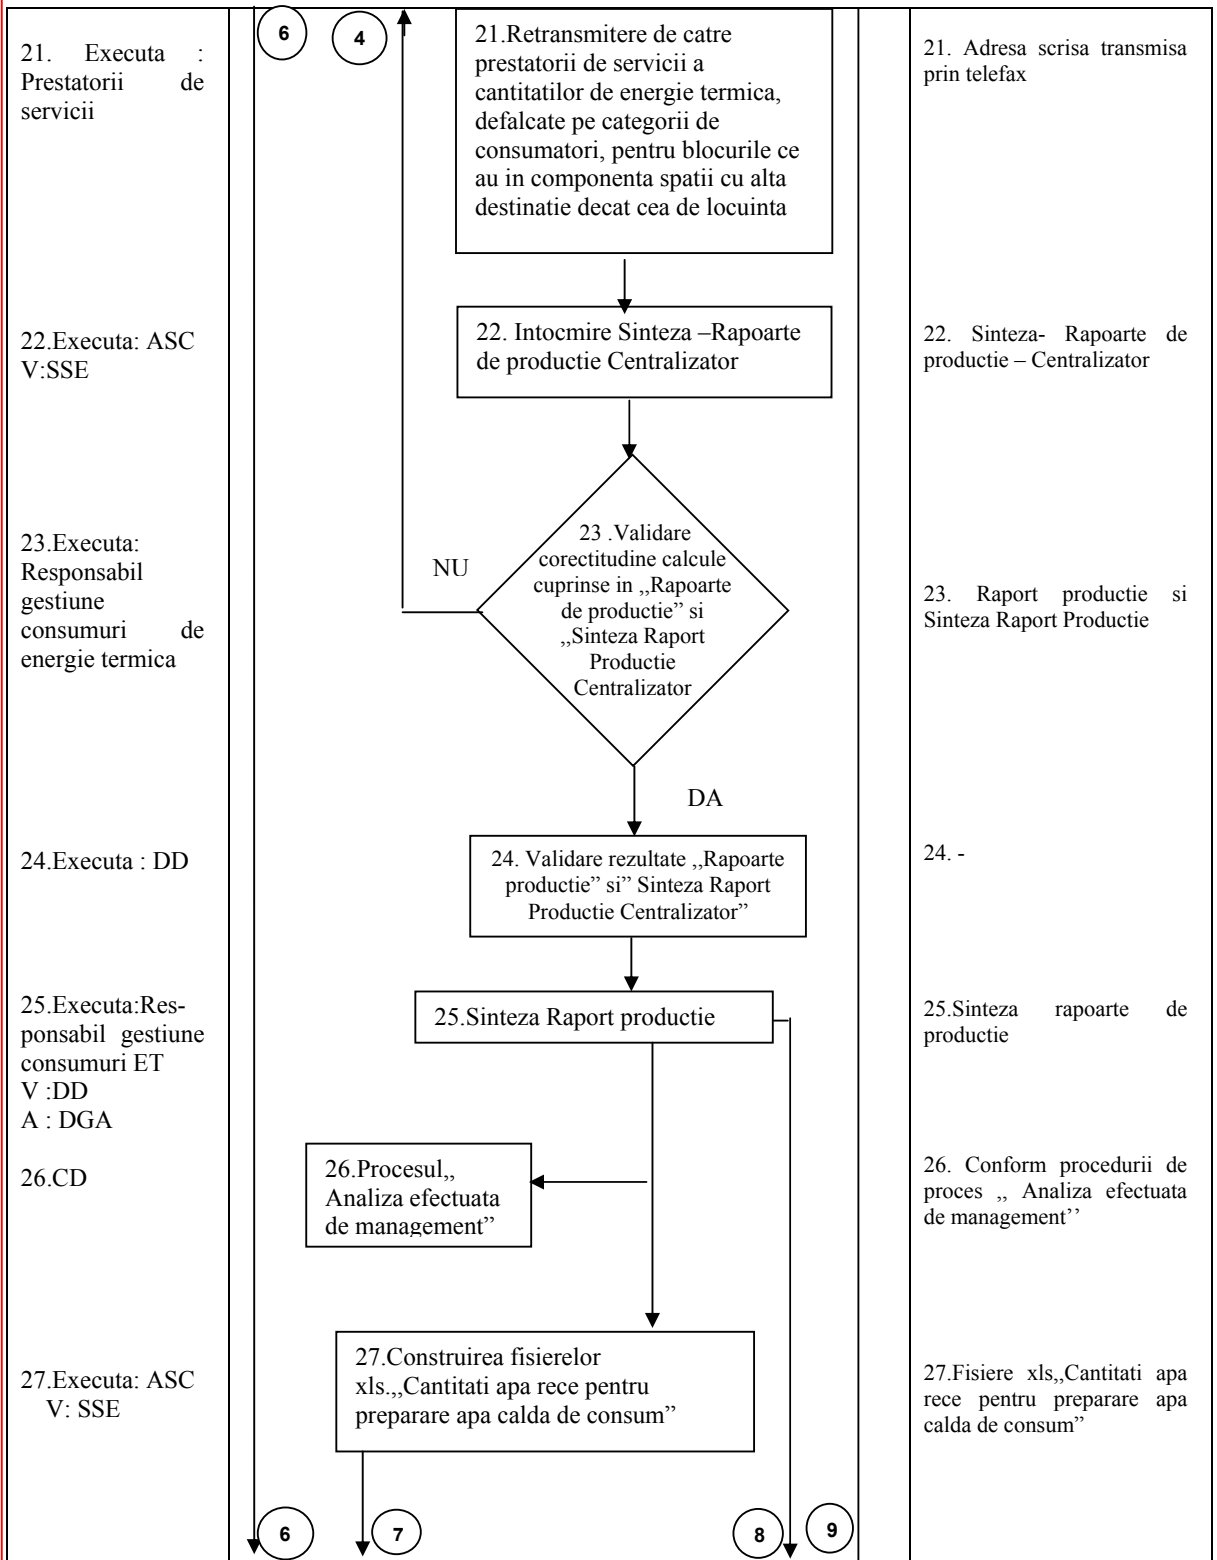 6
4
21. Executa :
Prestatorii de
servicii
21.Retransmitere de catre
prestatorii de servicii a
cantitatilor de energie termica,
defalcate pe categorii de
consumatori, pentru blocurile ce
au in componenta spatii cu alta
destinatie decat cea de locuinta
21. Adresa scrisa transmisa
prin telefax
22.Executa: ASC
V:SSE
22. Intocmire Sinteza –Rapoarte
de productie Centralizator
22. Sinteza- Rapoarte de
productie – Centralizator
23.Executa:
Responsabil
gestiune
consumuri de
energie termica
NU
23 .Validare
corectitudine calcule
cuprinse in ,,Rapoarte
de productie” si
,,Sinteza Raport
Productie
Centralizator
23. Raport productie si
Sinteza Raport Productie
DA
24.Executa : DD
24. Validare rezultate ,,Rapoarte
productie” si” Sinteza Raport
Productie Centralizator”
24. -
25.Executa:Res-
ponsabil gestiune
consumuri ET
V :DD
A : DGA
25.Sinteza Raport productie
25.Sinteza rapoarte de
productie
26.CD
26.Procesul,,
Analiza efectuata
de management”
26. Conform procedurii de
proces ,, Analiza efectuata
de management’’
27.Executa: ASC
V: SSE
27.Construirea fisierelor
xls.,,Cantitati apa rece pentru
preparare apa calda de consum”
27.Fisiere xls,,Cantitati apa
rece pentru preparare apa
calda de consum”
6
7
8
9